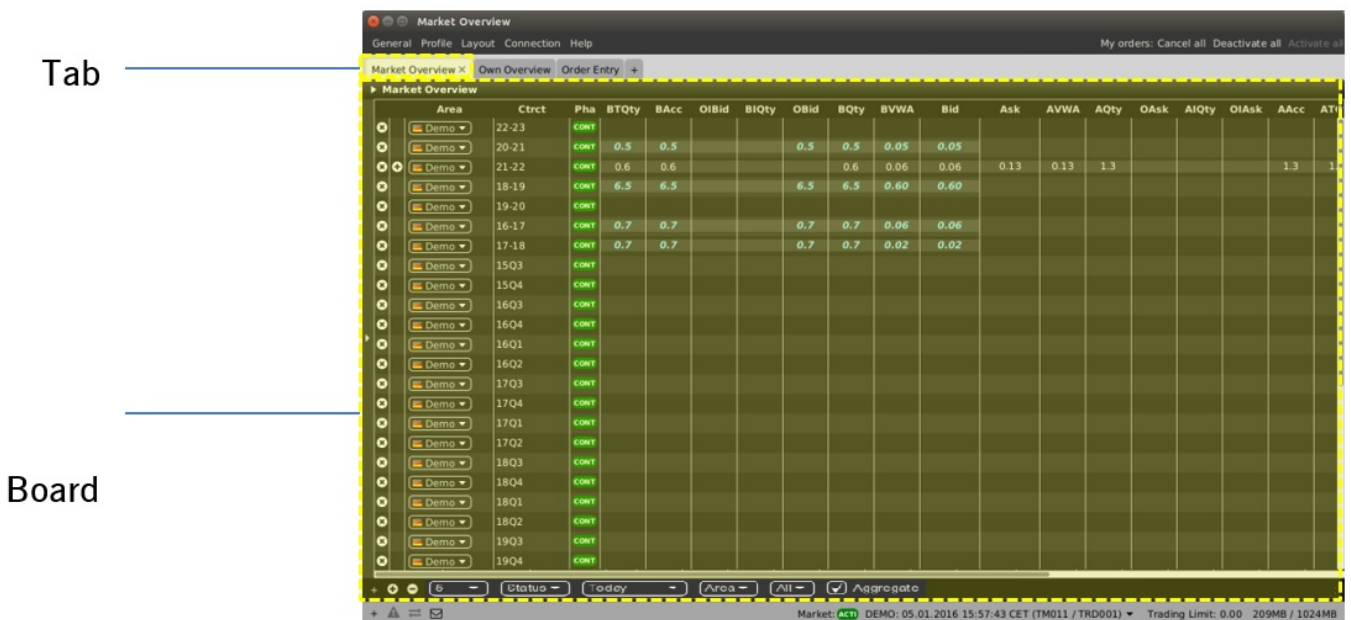 Tab
Board
Market Overview
General Profile Layout Connection Help My orders: Cancel all Deactivate all Activate all
Market Overview × Own Overview Order Entry +
Market Overview
Area Ctrct Pha BTQty BAcc OIBid BIQty OBid BQty BVWA Bid Ask AVWA AQty OAsk AIQty OIAsk AAcc
Demo 22-23 CONT
Demo 20-21 CONT 0.5 0.5 0.5 0.5 0.05 0.05
Demo 21-22 CONT 0.6 0.6 0.6 0.06 0.06 0.13 0.13 1.3 1.3
Demo 18-19 CONT 6.5 6.5 6.5 6.5 0.60 0.60
Demo 19-20 CONT
Demo 16-17 CONT 0.7 0.7 0.7 0.7 0.06 0.06
Demo 17-18 CONT 0.7 0.7 0.7 0.7 0.02 0.02
Demo 15Q3 CONT
Demo 15Q4 CONT
Demo 16Q3 CONT
Demo 16Q4 CONT
Demo 16Q1 CONT
Demo 16Q2 CONT
Demo 17Q3 CONT
Demo 17Q4 CONT
Demo 17Q1 CONT
Demo 17Q2 CONT
Demo 18Q3 CONT
Demo 18Q4 CONT
Demo 18Q1 CONT
Demo 18Q2 CONT
Demo 19Q3 CONT
Demo 19Q4 CONT
Status Today Area All Aggregate
Market: ACTI DEMO: 05.01.2016 15:57:43 CET (TM011 / TRD001) Trading Limit: 0.00 209MB / 1024MB